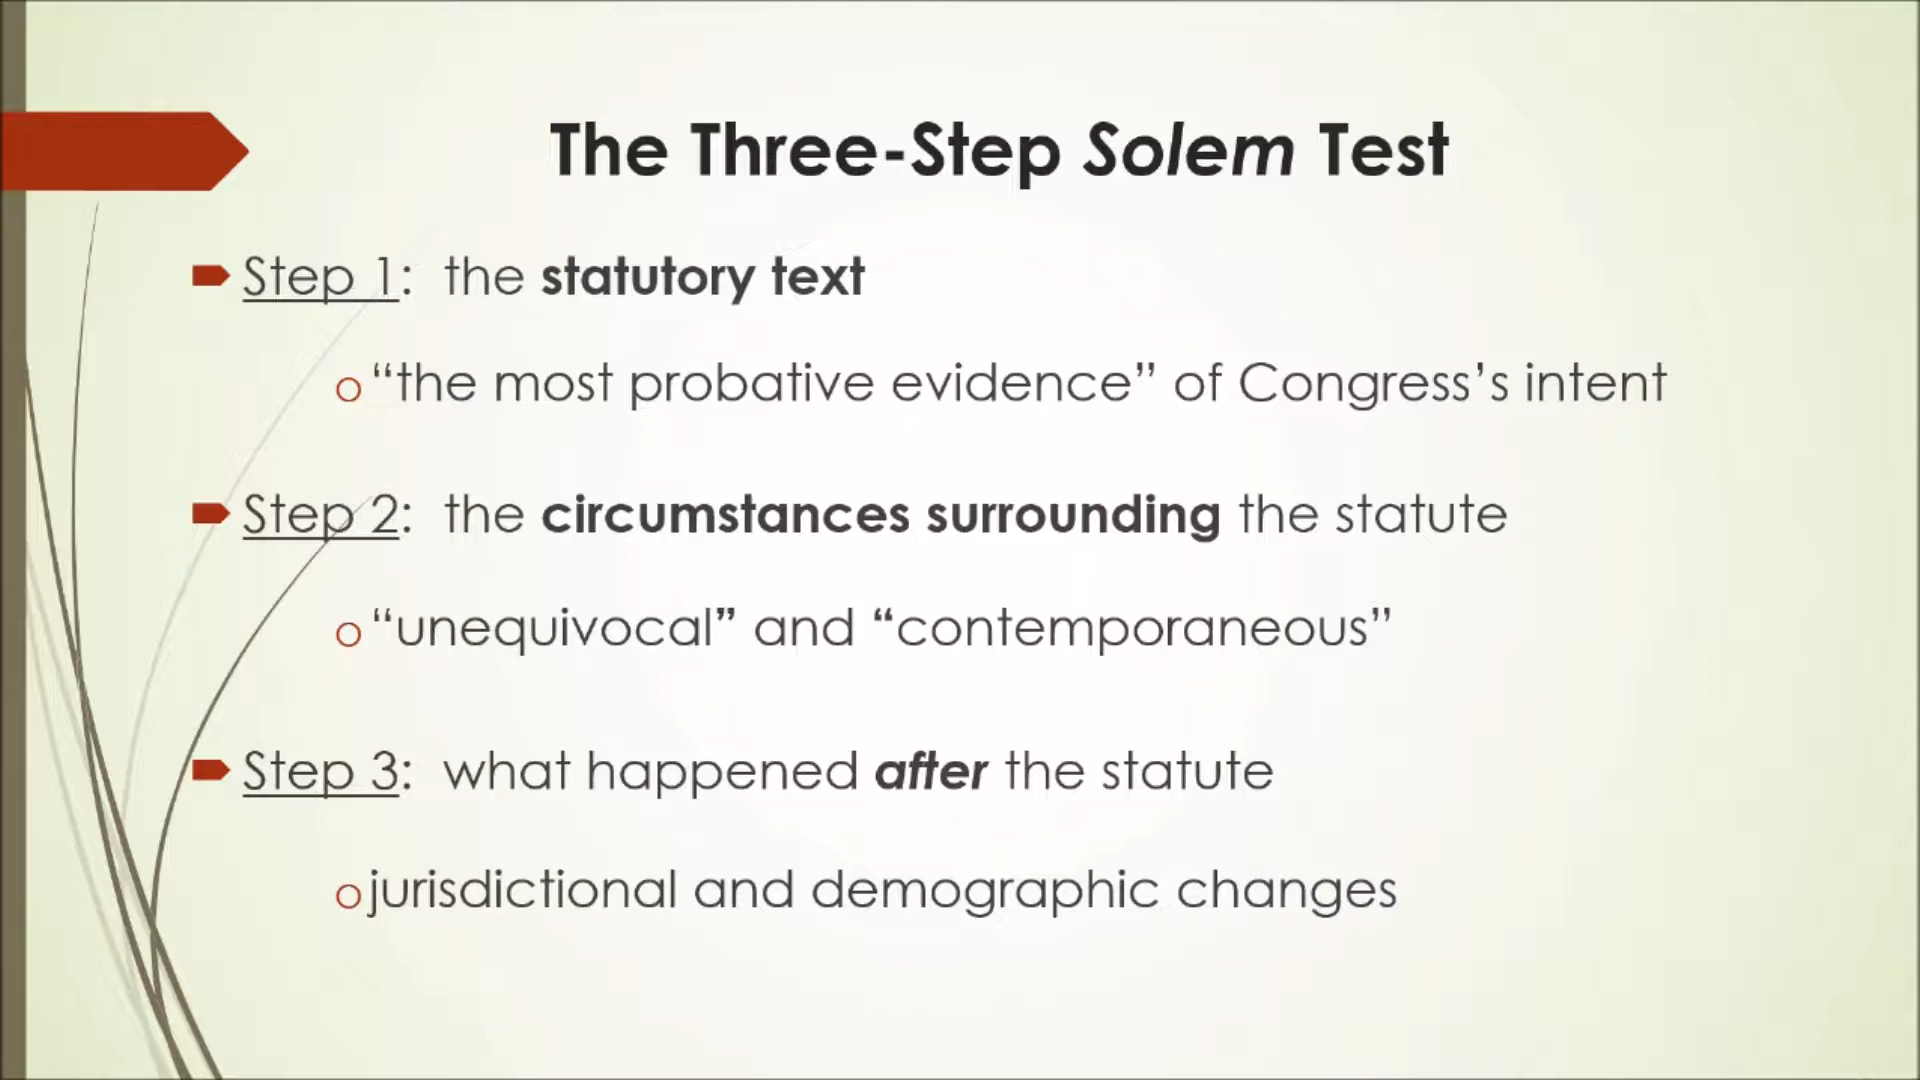 The Three-Step Solem Test
Step 1:  the statutory text
“the most probative evidence” of Congress’s intent
Step 2:  the circumstances surrounding the statute
“unequivocal” and “contemporaneous”
Step 3:  what happened after the statute
jurisdictional and demographic changes